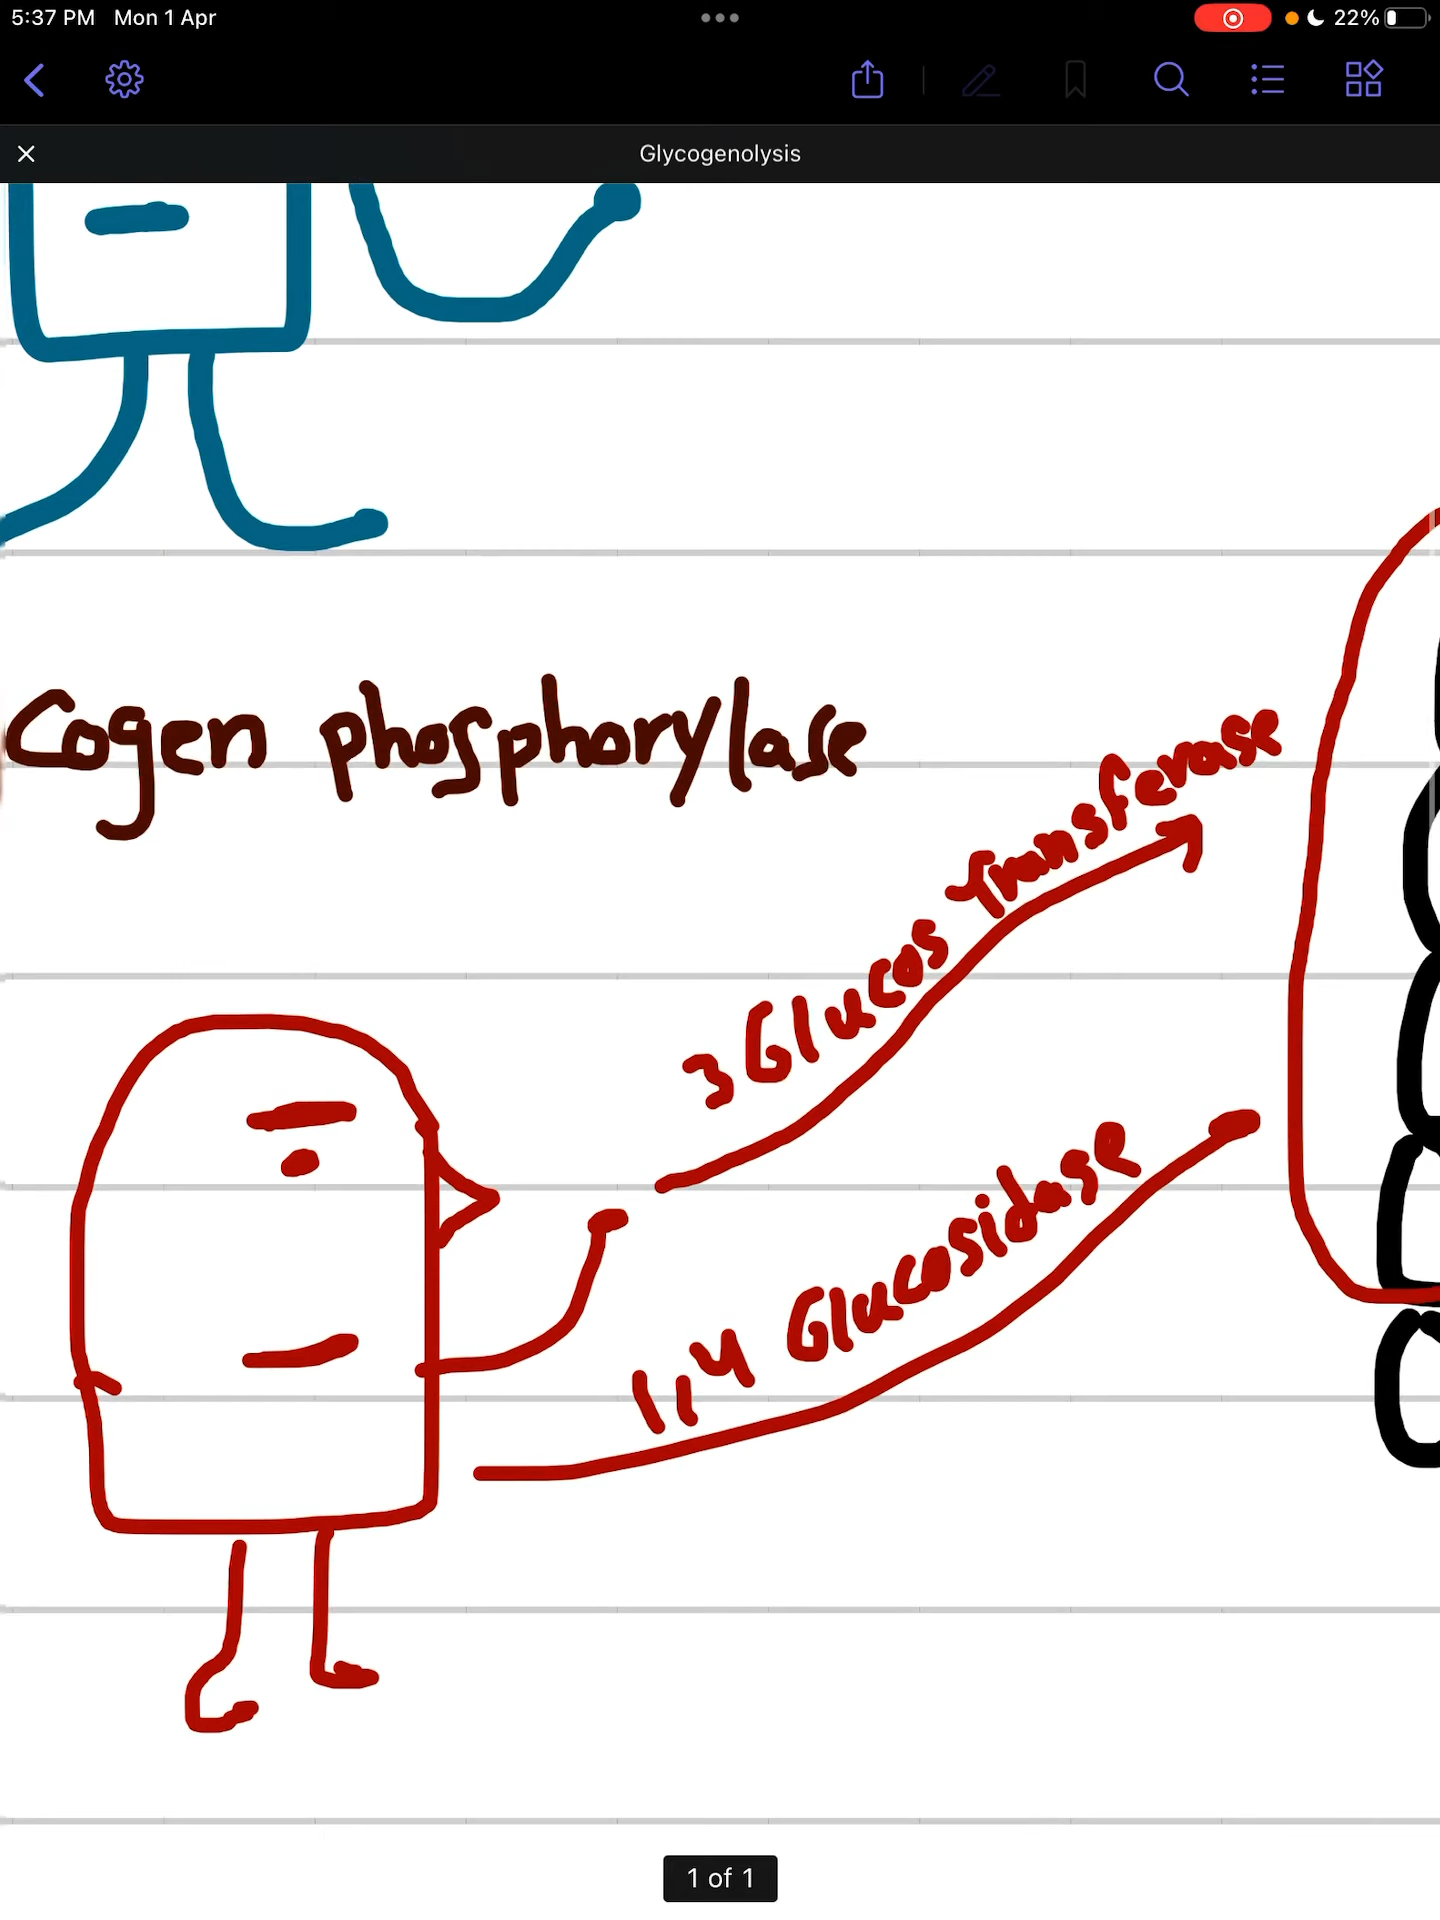 5:37 PM Mon 1 Apr
22%
Glycogenolysis
Cogen phosphorylase
3 Glucos Transferase
1,4 Glucosidase
1 of 1